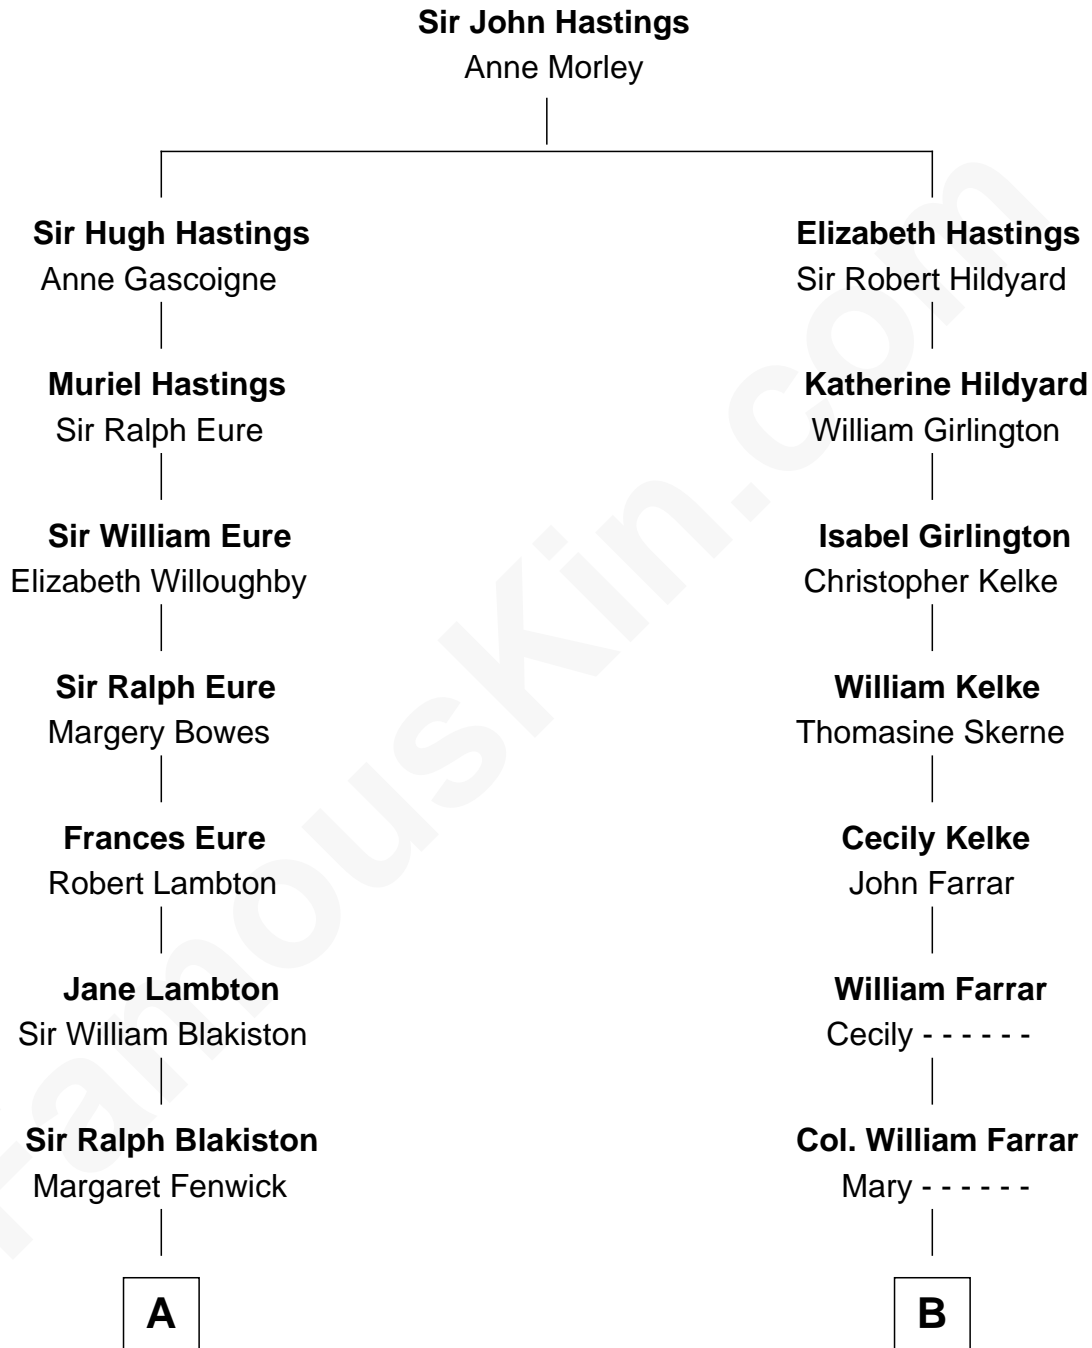 Sir John Hastings
Anne Morley
Sir Hugh Hastings
Anne Gascoigne
Elizabeth Hastings
Sir Robert Hildyard
Muriel Hastings
Sir Ralph Eure
Katherine Hildyard
William Girlington
Sir William Eure
Elizabeth Willoughby
Isabel Girlington
Christopher Kelke
Sir Ralph Eure
Margery Bowes
William Kelke
Thomasine Skerne
Frances Eure
Robert Lambton
Cecily Kelke
John Farrar
Jane Lambton
Sir William Blakiston
William Farrar
Cecily - - - - - -
Sir Ralph Blakiston
Margaret Fenwick
Col. William Farrar
Mary - - - - - -
A
B
FamousKin.com